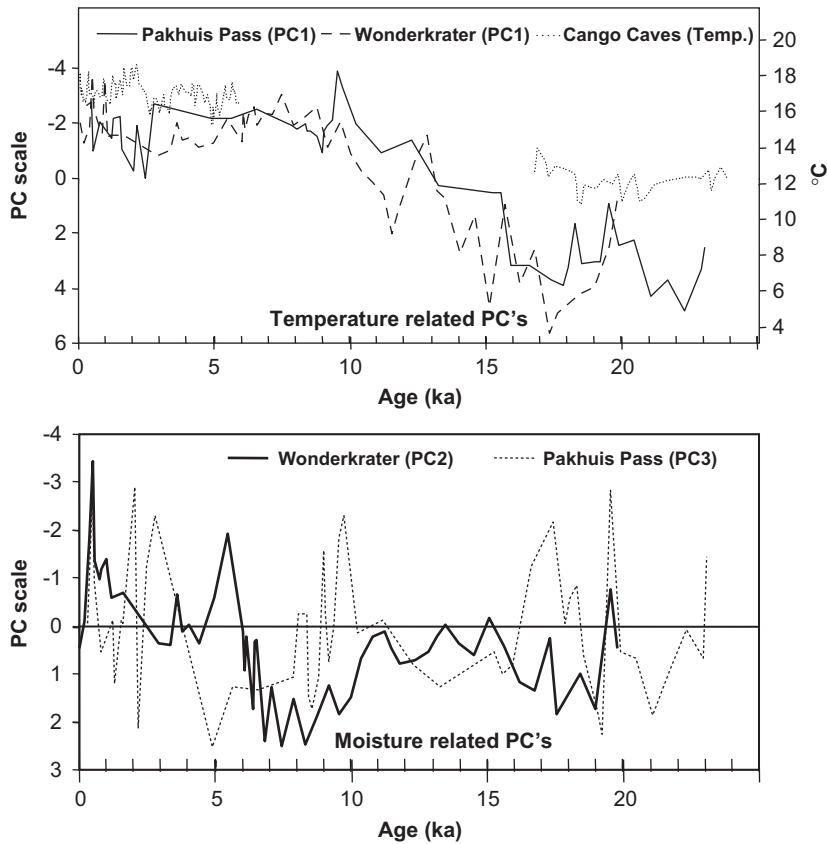 Pakhuis Pass (PC1) Wonderkrater (PC1) Cango Caves (Temp.)
-4
-2
0
2
4
6
PC scale
20
18
16
14
12
10
8
6
4
°C
Temperature related PC's
0 5 10 15 20
Age (ka)
Wonderkrater (PC2) Pakhuis Pass (PC3)
-4
-3
-2
-1
0
1
2
3
PC scale
Moisture related PC's
0 5 10 15 20
Age (ka)